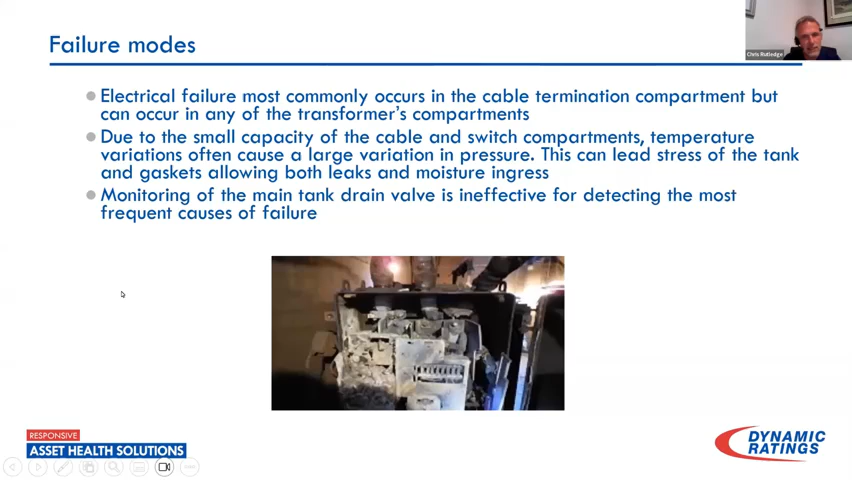 Failure modes
Chris Rutledge
Electrical failure most commonly occurs in the cable termination compartment but
can occur in any of the transformer's compartments
Due to the small capacity of the cable and switch compartments, temperature
variations often cause a large variation in pressure. This can lead stress of the tank
and gaskets allowing both leaks and moisture ingress
Monitoring of the main tank drain valve is ineffective for detecting the most
frequent causes of failure
RESPONSIVE
ASSET HEALTH SOLUTIONS
DYNAMIC
RATINGS